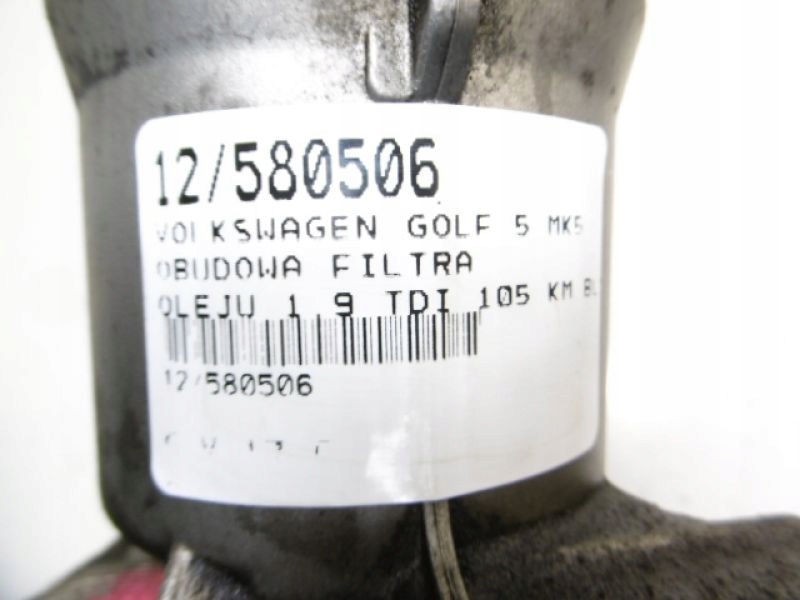 12/580506
VOLKSWAGEN GOLF 5 MK5
OBUDOWA FILTRA
OLEJU 1.9 TDI 105 KM
12/580506